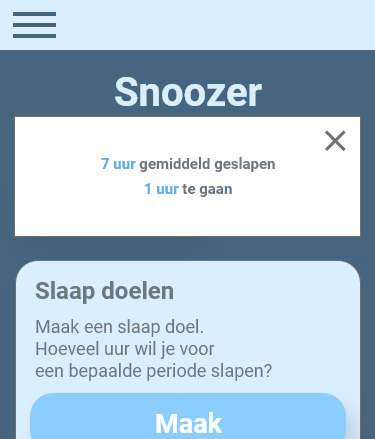 Snoozer
7 uur gemiddeld geslapen
1 uur te gaan
Slaap doelen
Maak een slaap doel.
Hoeveel uur wil je voor
een bepaalde periode slapen?
Maak